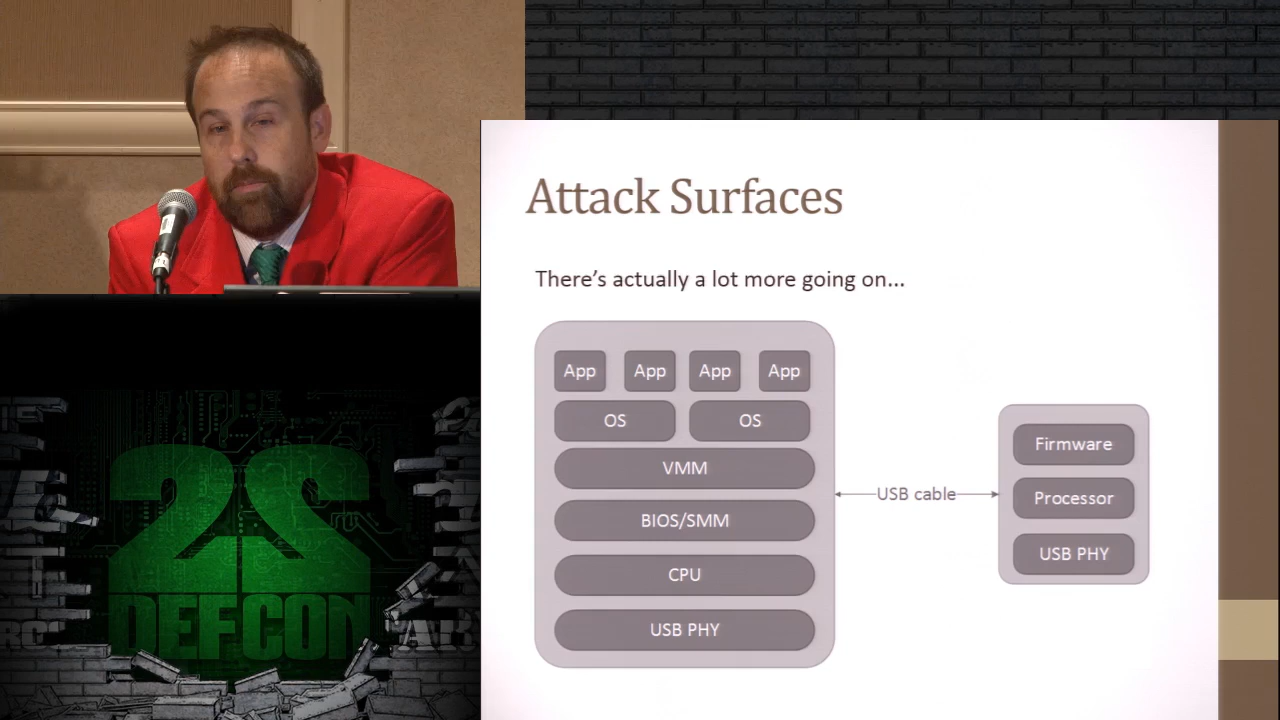 Attack Surfaces
There's actually a lot more going on...
App App App App
OS OS
VMM
BIOS/SMM
CPU
USB PHY
USB cable
Firmware
Processor
USB PHY
22
DEFCON